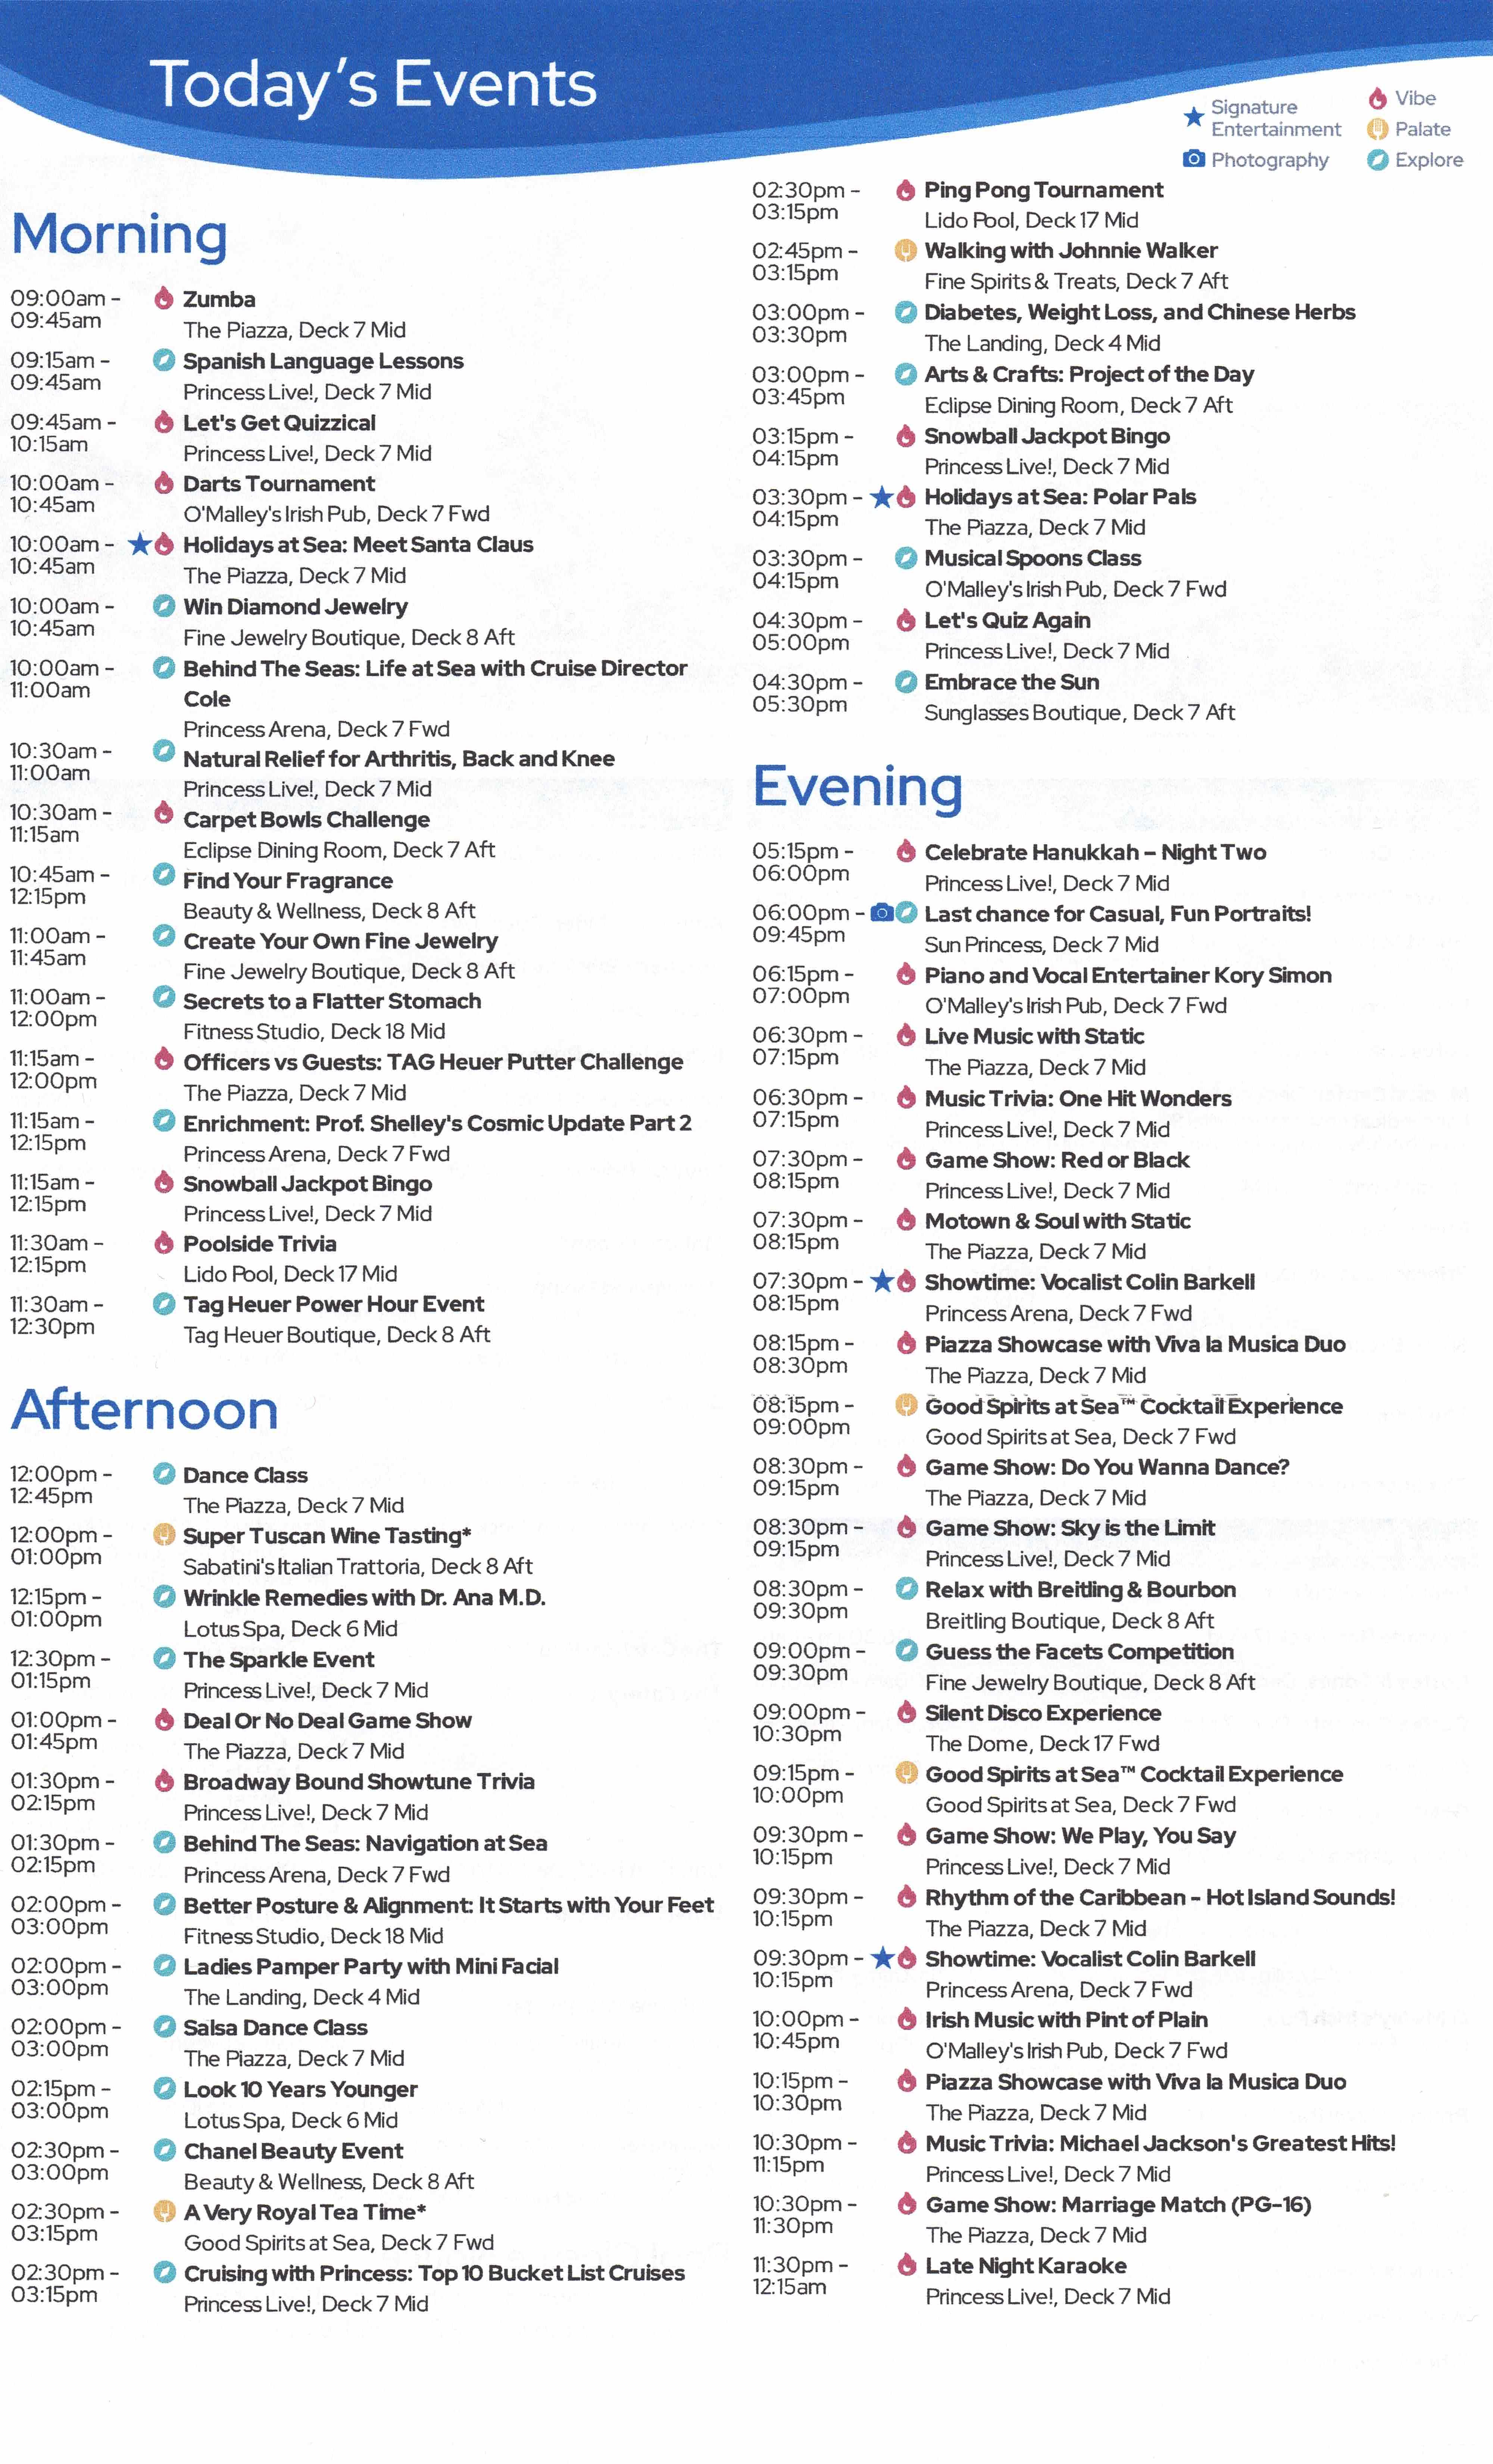 Today's Events
Signature
Entertainment
Photography
Vibe
Palate
Explore
Morning
09:00am -
09:45am
Zumba
The Piazza, Deck 7 Mid
09:15am -
09:45am
Spanish Language Lessons
Princess Live!, Deck 7 Mid
09:45am -
10:15am
Let's Get Quizzical
Princess Live!, Deck 7 Mid
10:00am -
10:45am
Darts Tournament
O'Malley's Irish Pub, Deck 7 Fwd
10:00am -
10:45am
Holidays at Sea: Meet Santa Claus
The Piazza, Deck 7 Mid
10:00am -
10:45am
Win Diamond Jewelry
Fine Jewelry Boutique, Deck 8 Aft
10:00am -
11:00am
Behind The Seas: Life at Sea with Cruise Director
Cole
Princess Arena, Deck 7 Fwd
10:30am -
11:00am
Natural Relief for Arthritis, Back and Knee
Princess Live!, Deck 7 Mid
10:30am -
11:15am
Carpet Bowls Challenge
Eclipse Dining Room, Deck 7 Aft
10:45am -
12:15pm
Find Your Fragrance
Beauty & Wellness, Deck 8 Aft
11:00am -
11:45am
Create Your Own Fine Jewelry
Fine Jewelry Boutique, Deck 8 Aft
11:00am -
12:00pm
Secrets to a Flatter Stomach
Fitness Studio, Deck 18 Mid
11:15am -
12:00pm
Officers vs Guests: TAG Heuer Putter Challenge
The Piazza, Deck 7 Mid
11:15am -
12:15pm
Enrichment: Prof. Shelley's Cosmic Update Part 2
Princess Arena, Deck 7 Fwd
11:15am -
12:15pm
Snowball Jackpot Bingo
Princess Live!, Deck 7 Mid
11:30am -
12:15pm
Poolside Trivia
Lido Pool, Deck 17 Mid
11:30am -
12:30pm
Tag Heuer Power Hour Event
Tag Heuer Boutique, Deck 8 Aft
Afternoon
12:00pm -
12:45pm
Dance Class
The Piazza, Deck 7 Mid
12:00pm -
01:00pm
Super Tuscan Wine Tasting*
Sabatini's Italian Trattoria, Deck 8 Aft
12:15pm -
01:00pm
Wrinkle Remedies with Dr. Ana M.D.
Lotus Spa, Deck 6 Mid
12:30pm -
01:15pm
The Sparkle Event
Princess Live!, Deck 7 Mid
01:00pm -
01:45pm
Deal Or No Deal Game Show
The Piazza, Deck 7 Mid
01:30pm -
02:15pm
Broadway Bound Showtune Trivia
Princess Live!, Deck 7 Mid
01:30pm -
02:15pm
Behind The Seas: Navigation at Sea
Princess Arena, Deck 7 Fwd
02:00pm -
03:00pm
Better Posture & Alignment: It Starts with Your Feet
Fitness Studio, Deck 18 Mid
02:00pm -
03:00pm
Ladies Pamper Party with Mini Facial
The Landing, Deck 4 Mid
02:00pm -
03:00pm
Salsa Dance Class
The Piazza, Deck 7 Mid
02:15pm -
03:00pm
Look 10 Years Younger
Lotus Spa, Deck 6 Mid
02:30pm -
03:00pm
Chanel Beauty Event
Beauty & Wellness, Deck 8 Aft
02:30pm -
03:15pm
A Very Royal Tea Time*
Good Spirits at Sea, Deck 7 Fwd
02:30pm -
03:15pm
Cruising with Princess: Top 10 Bucket List Cruises
Princess Live!, Deck 7 Mid
02:30pm -
03:15pm
Ping Pong Tournament
Lido Pool, Deck 17 Mid
02:45pm -
03:15pm
Walking with Johnnie Walker
Fine Spirits & Treats, Deck 7 Aft
03:00pm -
03:30pm
Diabetes, Weight Loss, and Chinese Herbs
The Landing, Deck 4 Mid
03:00pm -
03:45pm
Arts & Crafts: Project of the Day
Eclipse Dining Room, Deck 7 Aft
03:15pm -
04:15pm
Snowball Jackpot Bingo
Princess Live!, Deck 7 Mid
03:30pm -
04:15pm
Holidays at Sea: Polar Pals
The Piazza, Deck 7 Mid
03:30pm -
04:15pm
Musical Spoons Class
O'Malley's Irish Pub, Deck 7 Fwd
04:30pm -
05:00pm
Let's Quiz Again
Princess Live!, Deck 7 Mid
04:30pm -
05:30pm
Embrace the Sun
Sunglasses Boutique, Deck 7 Aft
Evening
05:15pm -
06:00pm
Celebrate Hanukkah – Night Two
Princess Live!, Deck 7 Mid
06:00pm -
09:45pm
Last chance for Casual, Fun Portraits!
Sun Princess, Deck 7 Mid
06:15pm -
07:00pm
Piano and Vocal Entertainer Kory Simon
O'Malley's Irish Pub, Deck 7 Fwd
06:30pm -
07:15pm
Live Music with Static
The Piazza, Deck 7 Mid
06:30pm -
07:15pm
Music Trivia: One Hit Wonders
Princess Live!, Deck 7 Mid
07:30pm -
08:15pm
Game Show: Red or Black
Princess Live!, Deck 7 Mid
07:30pm -
08:15pm
Motown & Soul with Static
The Piazza, Deck 7 Mid
07:30pm -
08:15pm
Showtime: Vocalist Colin Barkell
Princess Arena, Deck 7 Fwd
08:15pm -
08:30pm
Piazza Showcase with Viva la Musica Duo
The Piazza, Deck 7 Mid
08:15pm -
09:00pm
Good Spirits at Sea™ Cocktail Experience
Good Spirits at Sea, Deck 7 Fwd
08:30pm -
09:15pm
Game Show: Do You Wanna Dance?
The Piazza, Deck 7 Mid
08:30pm -
09:15pm
Game Show: Sky is the Limit
Princess Live!, Deck 7 Mid
08:30pm -
09:30pm
Relax with Breitling & Bourbon
Breitling Boutique, Deck 8 Aft
09:00pm -
09:30pm
Guess the Facets Competition
Fine Jewelry Boutique, Deck 8 Aft
09:00pm -
10:30pm
Silent Disco Experience
The Dome, Deck 17 Fwd
09:15pm -
10:00pm
Good Spirits at Sea™ Cocktail Experience
Good Spirits at Sea, Deck 7 Fwd
09:30pm -
10:15pm
Game Show: We Play, You Say
Princess Live!, Deck 7 Mid
09:30pm -
10:15pm
Rhythm of the Caribbean - Hot Island Sounds!
The Piazza, Deck 7 Mid
09:30pm -
10:15pm
Showtime: Vocalist Colin Barkell
Princess Arena, Deck 7 Fwd
10:00pm -
10:45pm
Irish Music with Pint of Plain
O'Malley's Irish Pub, Deck 7 Fwd
10:15pm -
10:30pm
Piazza Showcase with Viva la Musica Duo
The Piazza, Deck 7 Mid
10:30pm -
11:15pm
Music Trivia: Michael Jackson's Greatest Hits!
Princess Live!, Deck 7 Mid
10:30pm -
11:30pm
Game Show: Marriage Match (PG-16)
The Piazza, Deck 7 Mid
11:30pm -
12:15am
Late Night Karaoke
Princess Live!, Deck 7 Mid